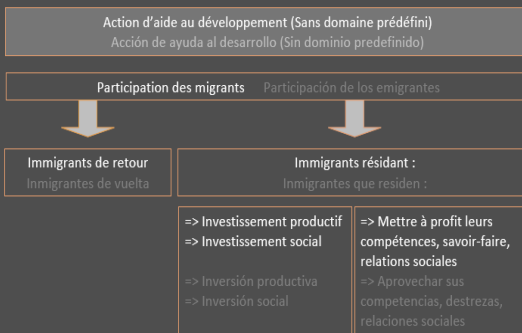 Action d'aide au développement (Sans domaine prédéfini)
Acción de ayuda al desarrollo (Sin dominio predefinido)
Participation des migrants Participación de los emigrantes
Immigrants de retour
Inmigrantes de vuelta
Immigrants résidant :
Inmigrantes que residen :
=> Investissement productif
=> Investissement social
=> Inversión productiva
=> Inversión social
=> Mettre à profit leurs
compétences, savoir-faire,
relations sociales
=> Aprovechar sus
competencias, destrezas,
relaciones sociales